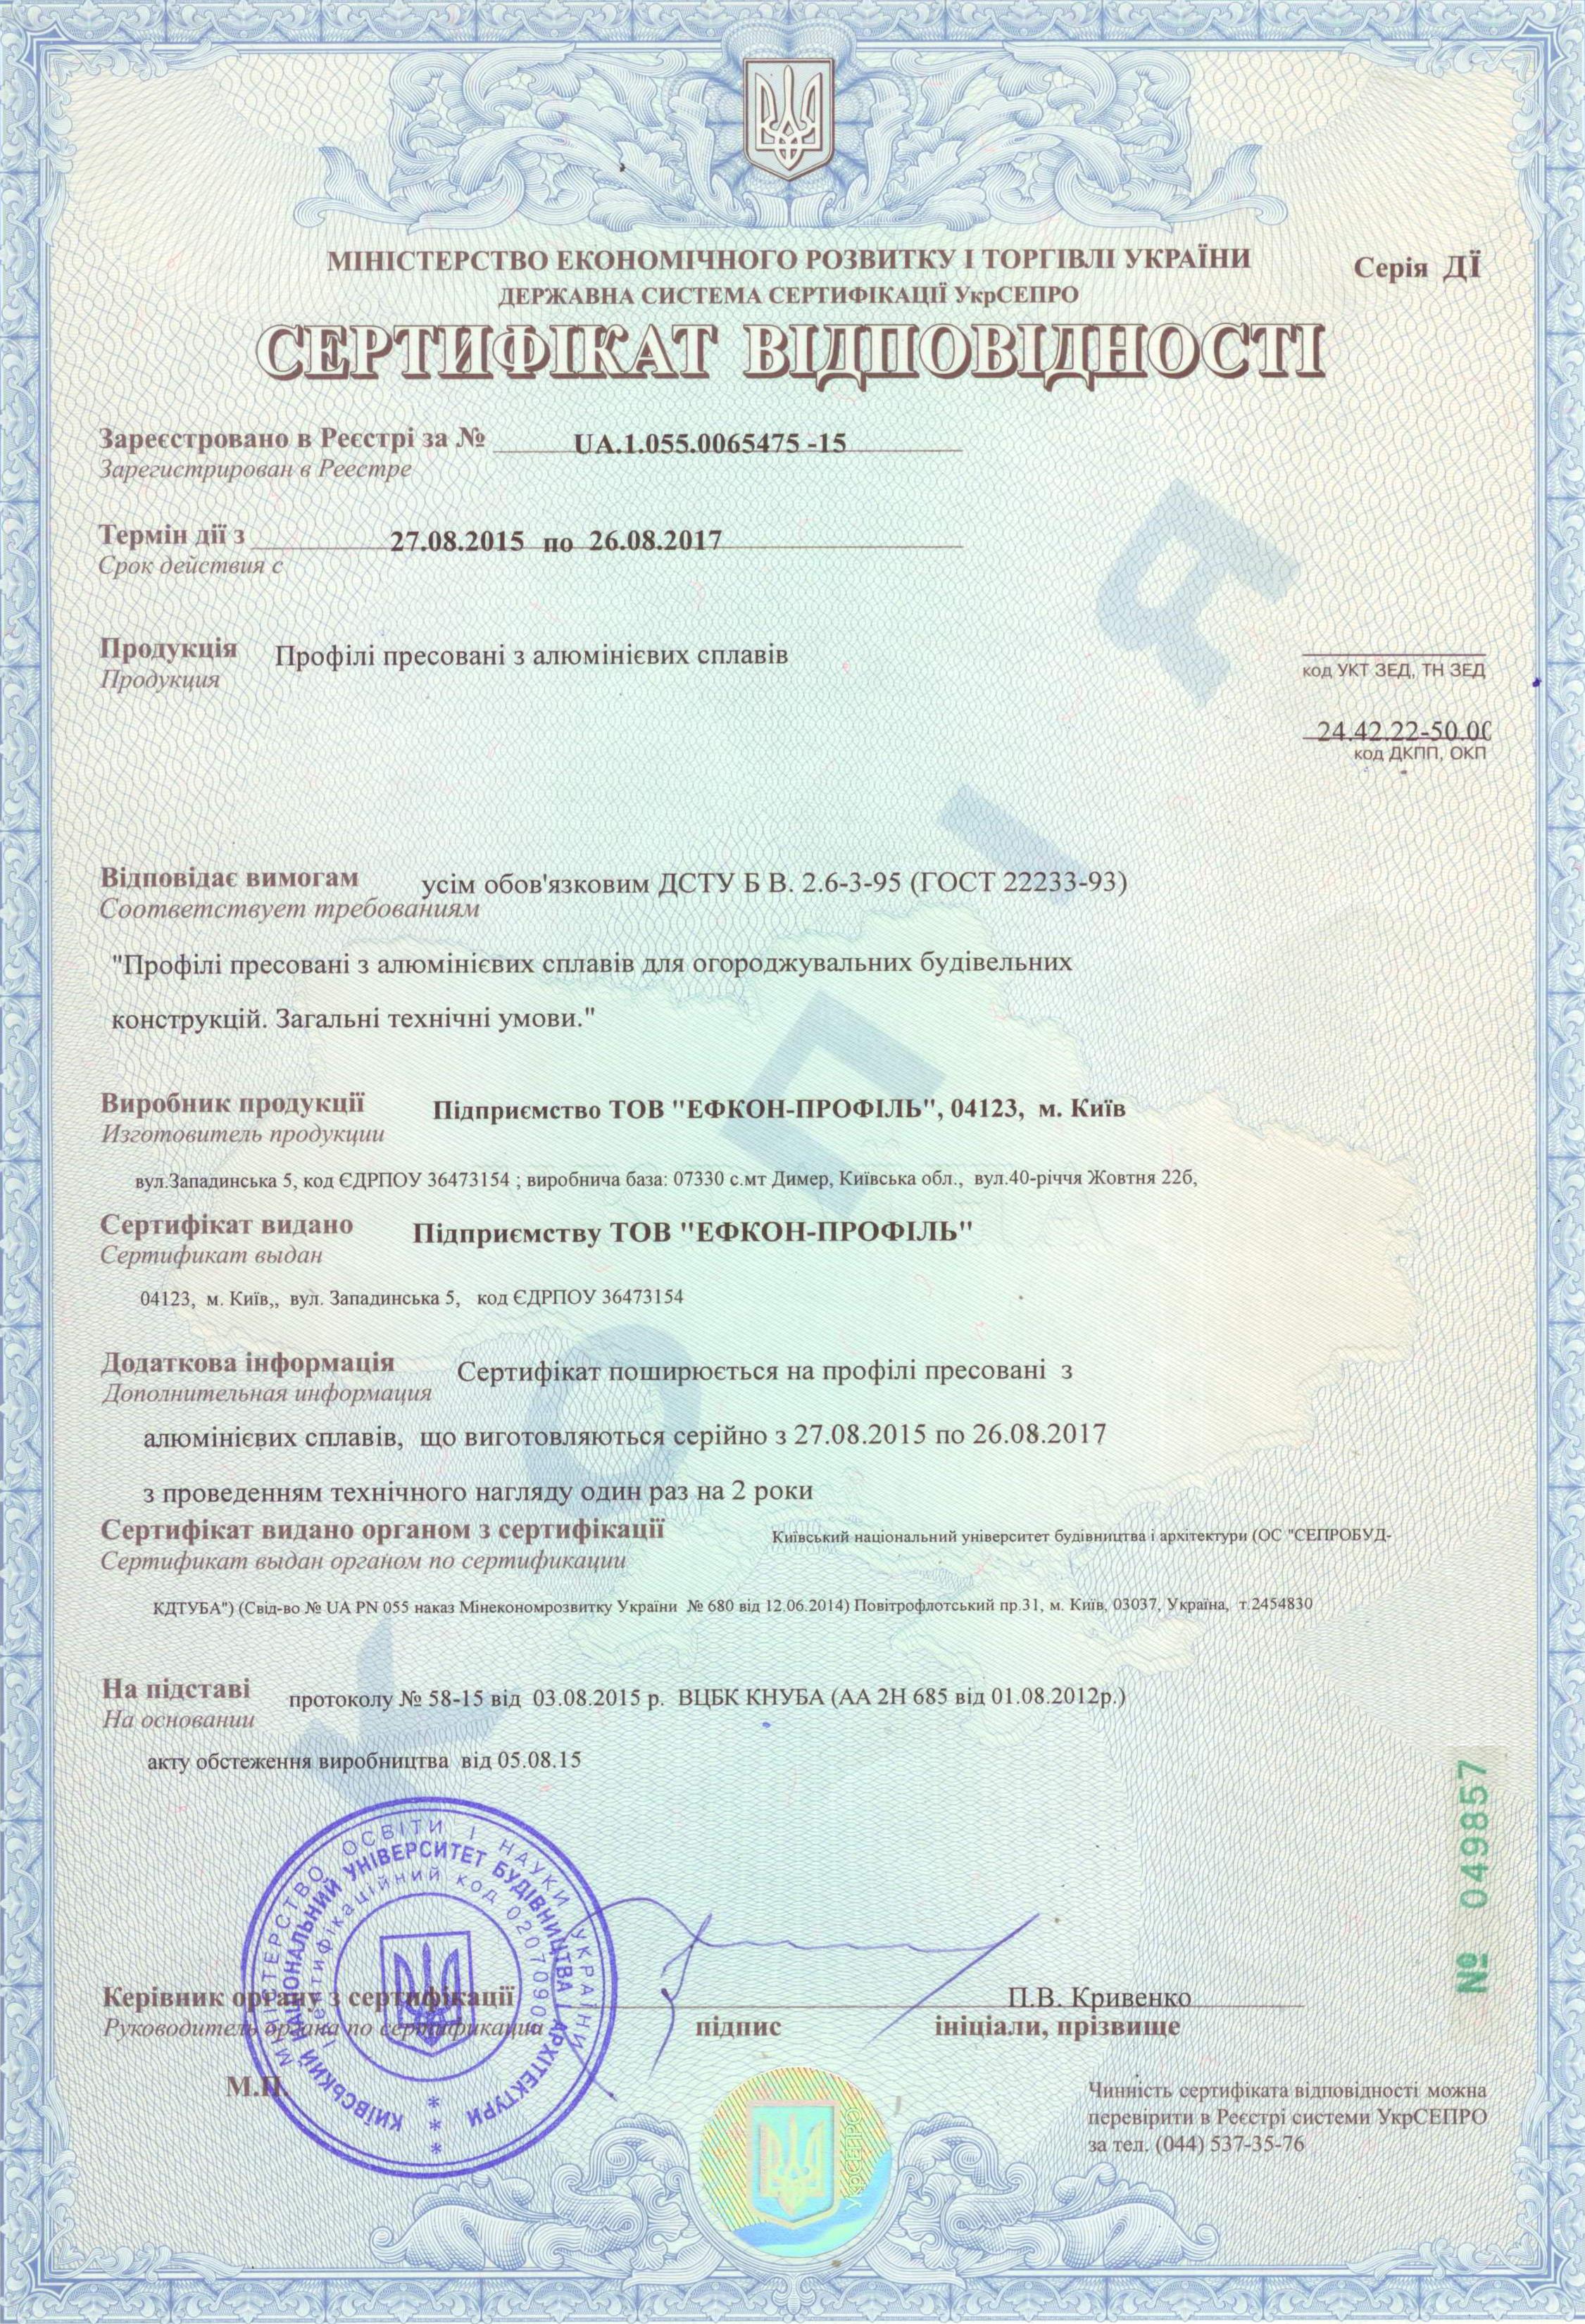 МІНІСТЕРСТВО ЕКОНОМІЧНОГО РОЗВИТКУ І ТОРГІВЛІ УКРАЇНИ
Серія ДЇ
ДЕРЖАВНА СИСТЕМА СЕРТИФІКАЦІЇ УкрСЕПРО
СЕРТИФІКАТ ВІДПОВІДНОСТІ
Зареєстровано в Реєстрі за № UA.1.055.0065475 -15
Зарегистрирован в Реестре
Термін дії з 27.08.2015 по 26.08.2017
Срок действия с
Продукція Профілі пресовані з алюмінієвих сплавів
Продукция
код УКТ ЗЕД, ТН ЗЕД
24.42.22-50.00
код ДКПП, ОКП
Відповідає вимогам усім обов'язковим ДСТУ Б В. 2.6-3-95 (ГОСТ 22233-93)
Соответствует требованиям
"Профілі пресовані з алюмінієвих сплавів для огороджувальних будівельних
конструкцій. Загальні технічні умови."
Виробник продукції Підприємство ТОВ "ЕФКОН-ПРОФІЛЬ", 04123, м. Київ
Изготовитель продукции
вул.Западинська 5, код ЄДРПОУ 36473154 ; виробнича база: 07330 с.мт Димер, Київська обл., вул.40-річчя Жовтня 22б,
Сертифікат видано Підприємству ТОВ "ЕФКОН-ПРОФІЛЬ"
Сертификат выдан
04123, м. Київ,, вул. Западинська 5, код ЄДРПОУ 36473154
Додаткова інформація Сертифікат поширюється на профілі пресовані з
Дополнительная информация
алюмінієвих сплавів, що виготовляються серійно з 27.08.2015 по 26.08.2017
з проведенням технічного нагляду один раз на 2 роки
Сертифікат видано органом з сертифікації Київський національний університет будівництва і архітектури (ОС "СЕПРОБУД-
Сертификат выдан органом по сертификации
КДТУБА") (Свід-во № UA PN 055 наказ Мінекономрозвитку України № 680 від 12.06.2014) Повітрофлотський пр.31, м. Київ, 03037, Україна, т.2454830
На підставі протоколу № 58-15 від 03.08.2015 р. ВЦБК КНУБА (АА 2Н 685 від 01.08.2012р.)
На основании
акту обстеження виробництва від 05.08.15
КОПІЯ
№ 049857
МІНІСТЕРСТВО ОСВІТИ І НАУКИ УКРАЇНИ
КИЇВСЬКИЙ НАЦІОНАЛЬНИЙ УНІВЕРСИТЕТ БУДІВНИЦТВА І АРХІТЕКТУРИ
Ідентифікаційний код 02070909
Керівник органу з сертифікації П.В. Кривенко
Руководитель органа по сертификации
підпис ініціали, прізвище
М.П.
УкрСЕПРО
Чинність сертифіката відповідності можна
перевірити в Реєстрі системи УкрСЕПРО
за тел. (044) 537-35-76